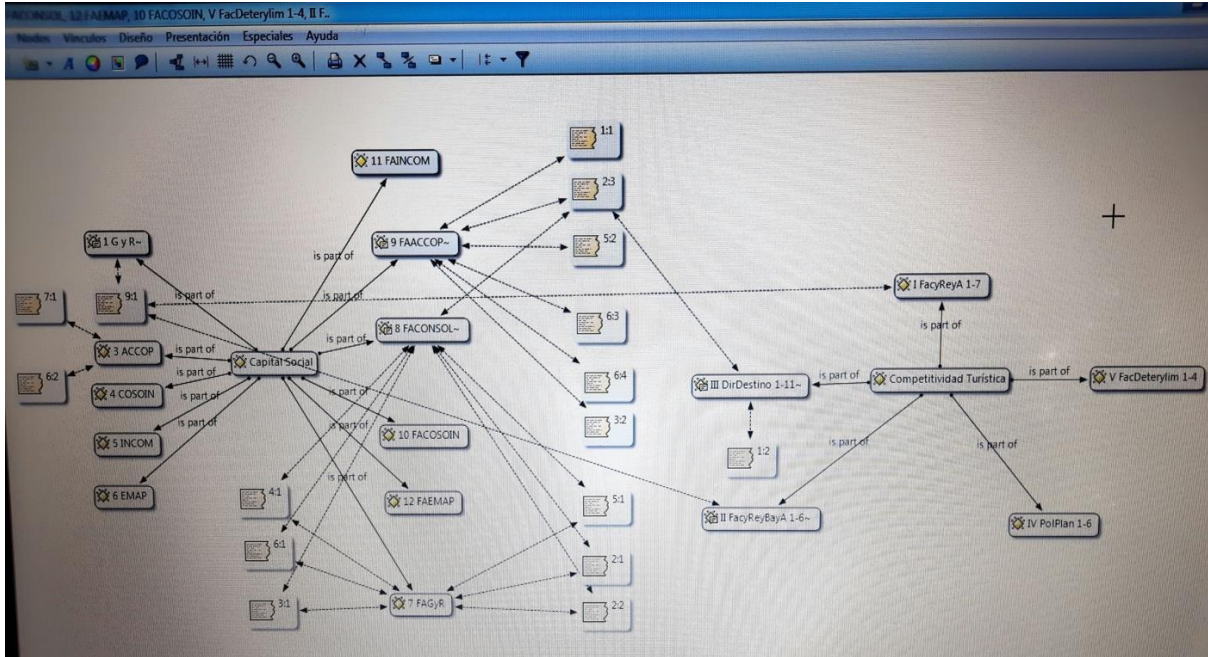 FACONSOL, 12 FAEMAP, 10 FACOSOIN, V FacDeterylim 1-4, II F..
Nodos Vínculos Diseño Presentación Especiales Ayuda
1:1
11 FAINCOM
2:3
1 G y R~
9 FAACCOP~
5:2
is part of
I FacyReyA 1-7
7:1
9:1
is part of
is part of
6:3
8 FACONSOL~
is part of
is part of
3 ACCOP
is part of
Capital Social
6:2
is part of
6:4
III DirDestino 1-11~
is part of
Competitividad Turística
is part of
V FacDeterylim 1-4
4 COSOIN
is part of
is part of
3:2
5 INCOM
is part of
10 FACOSOIN
1:2
is part of
is part of
6 EMAP
is part of
4:1
12 FAEMAP
5:1
II FacyReyBayA 1-6~
IV PolPlan 1-6
6:1
2:1
3:1
7 FAGyR
2:2